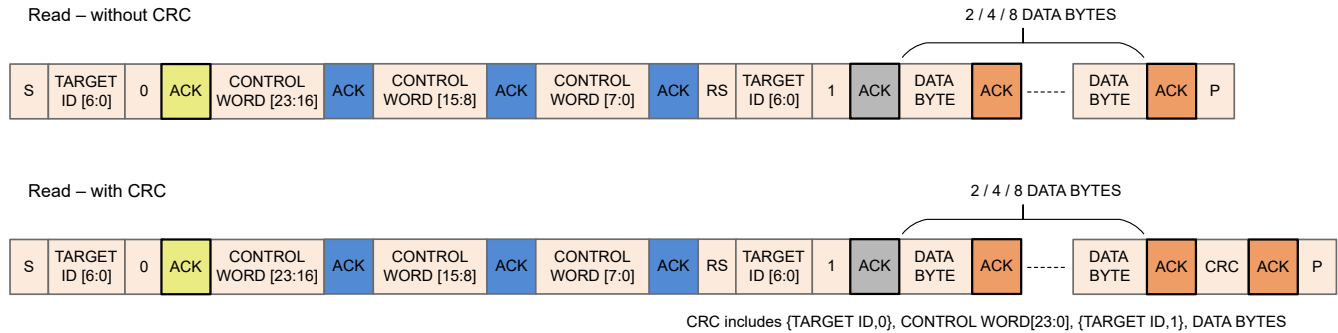 Read – without CRC
2 / 4 / 8 DATA BYTES
S TARGET ID [6:0] 0 ACK CONTROL WORD [23:16] ACK CONTROL WORD [15:8] ACK CONTROL WORD [7:0] ACK RS TARGET ID [6:0] 1 ACK DATA BYTE ACK ------ DATA BYTE ACK P
Read – with CRC
2 / 4 / 8 DATA BYTES
S TARGET ID [6:0] 0 ACK CONTROL WORD [23:16] ACK CONTROL WORD [15:8] ACK CONTROL WORD [7:0] ACK RS TARGET ID [6:0] 1 ACK DATA BYTE ACK ------ DATA BYTE ACK CRC ACK P
CRC includes {TARGET ID,0}, CONTROL WORD[23:0], {TARGET ID,1}, DATA BYTES